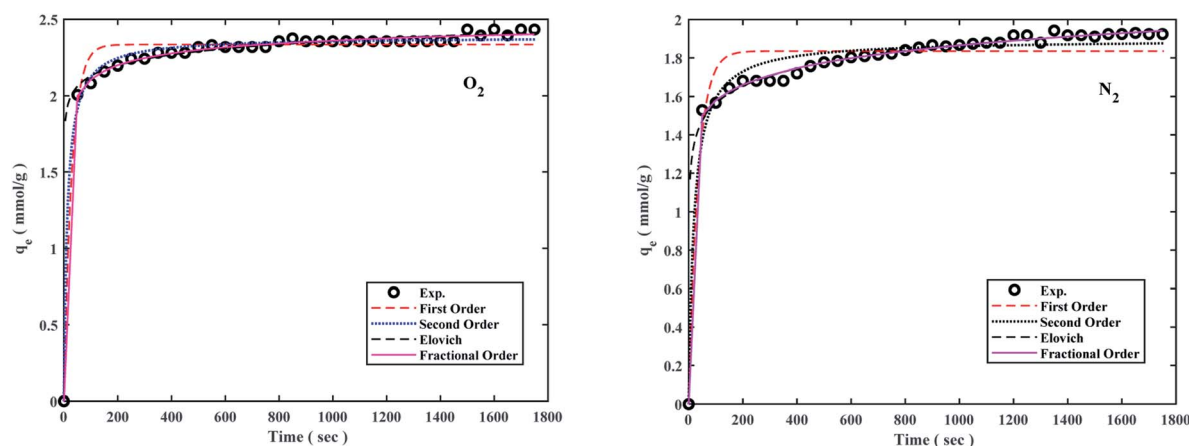 2.5
2
1.5
1
0.5
0
q_e ( mmol/g )
O₂
Exp.
First Order
Second Order
Elovich
Fractional Order
0 200 400 600 800 1000 1200 1400 1600 1800
Time ( sec )
2
1.8
1.6
1.4
1.2
1
0.8
0.6
0.4
0.2
0
q_e ( mmol/g )
N₂
Exp.
First Order
Second Order
Elovich
Fractional Order
0 200 400 600 800 1000 1200 1400 1600 1800
Time ( sec )